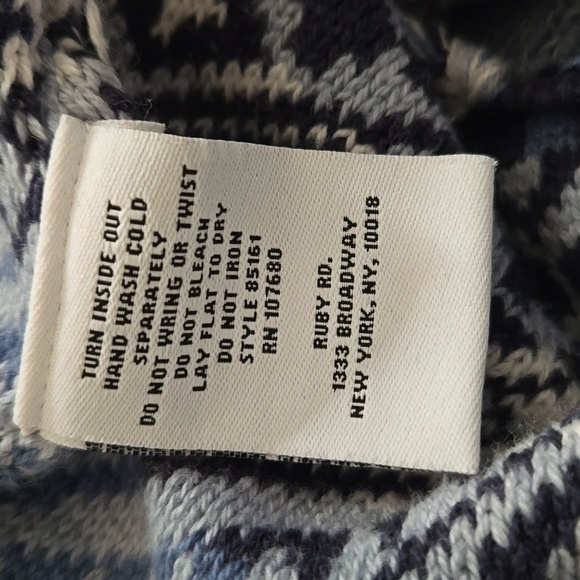 TURN INSIDE OUT
HAND WASH COLD
SEPARATELY
DO NOT WRING OR TWIST
DO NOT BLEACH
LAY FLAT TO DRY
DO NOT IRON
STYLE 85161
RN 107680
RUBY RD.
1333 BROADWAY
NEW YORK, NY, 10018